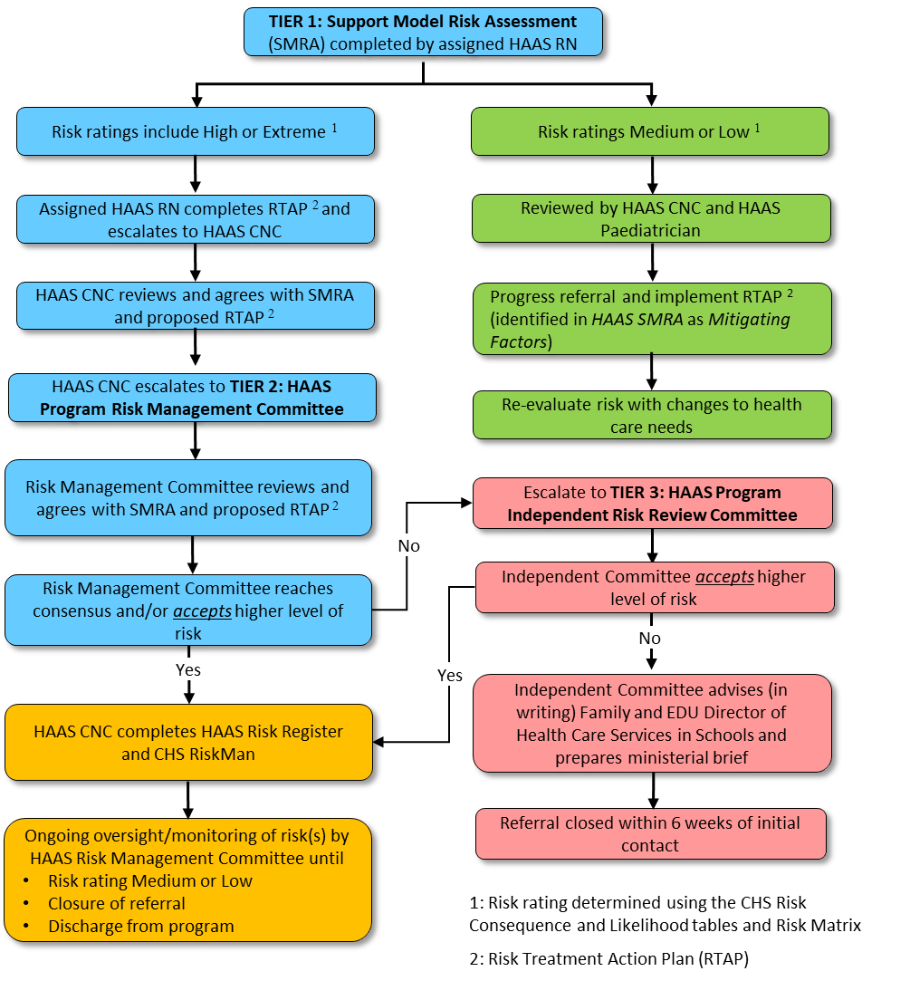 TIER 1: Support Model Risk Assessment
(SMRA) completed by assigned HAAS RN
Risk ratings include High or Extreme 1
Assigned HAAS RN completes RTAP 2 and
escalates to HAAS CNC
HAAS CNC reviews and agrees with SMRA
and proposed RTAP 2
HAAS CNC escalates to TIER 2: HAAS
Program Risk Management Committee
Risk Management Committee reviews and
agrees with SMRA and proposed RTAP 2
No
Risk Management Committee reaches
consensus and/or accepts higher level of
risk
Yes
HAAS CNC completes HAAS Risk Register
and CHS RiskMan
Ongoing oversight/monitoring of risk(s) by
HAAS Risk Management Committee until
• Risk rating Medium or Low
• Closure of referral
• Discharge from program
Risk ratings Medium or Low 1
Reviewed by HAAS CNC and HAAS
Paediatrician
Progress referral and implement RTAP 2
(identified in HAAS SMRA as Mitigating
Factors)
Re-evaluate risk with changes to health
care needs
Escalate to TIER 3: HAAS Program
Independent Risk Review Committee
Independent Committee accepts higher
level of risk
No
Yes
Independent Committee advises (in
writing) Family and EDU Director of
Health Care Services in Schools and
prepares ministerial brief
Referral closed within 6 weeks of initial
contact
1: Risk rating determined using the CHS Risk
Consequence and Likelihood tables and Risk Matrix
2: Risk Treatment Action Plan (RTAP)